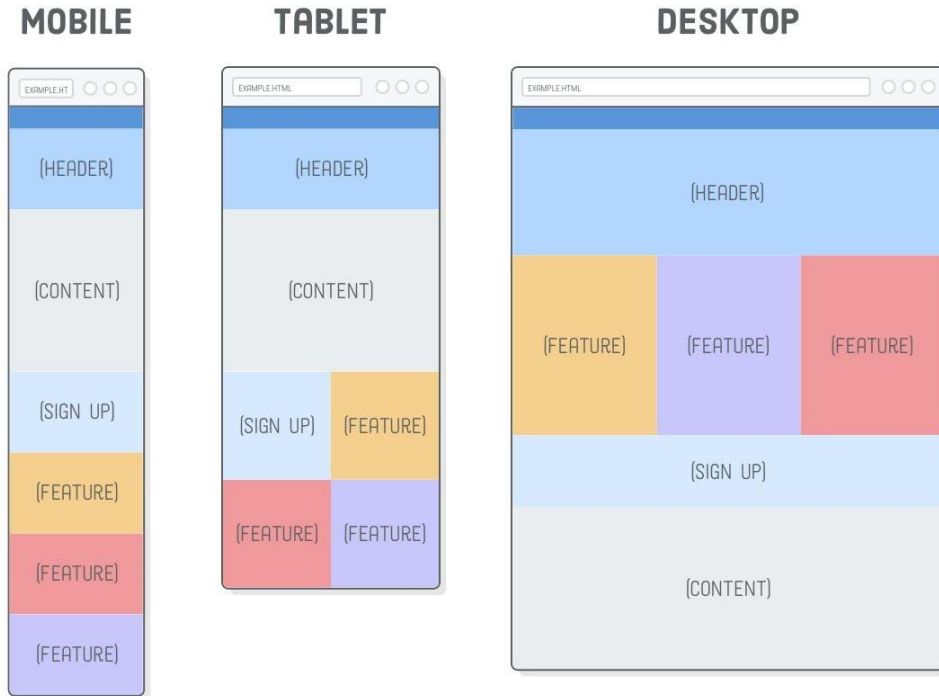 MOBILE
EXAMPLE.HT
(HEADER)
(CONTENT)
(SIGN UP)
(FEATURE)
(FEATURE)
(FEATURE)
TABLET
EXAMPLE.HTML
(HEADER)
(CONTENT)
(SIGN UP) (FEATURE)
(FEATURE) (FEATURE)
DESKTOP
EXAMPLE.HTML
(HEADER)
(FEATURE) (FEATURE) (FEATURE)
(SIGN UP)
(CONTENT)